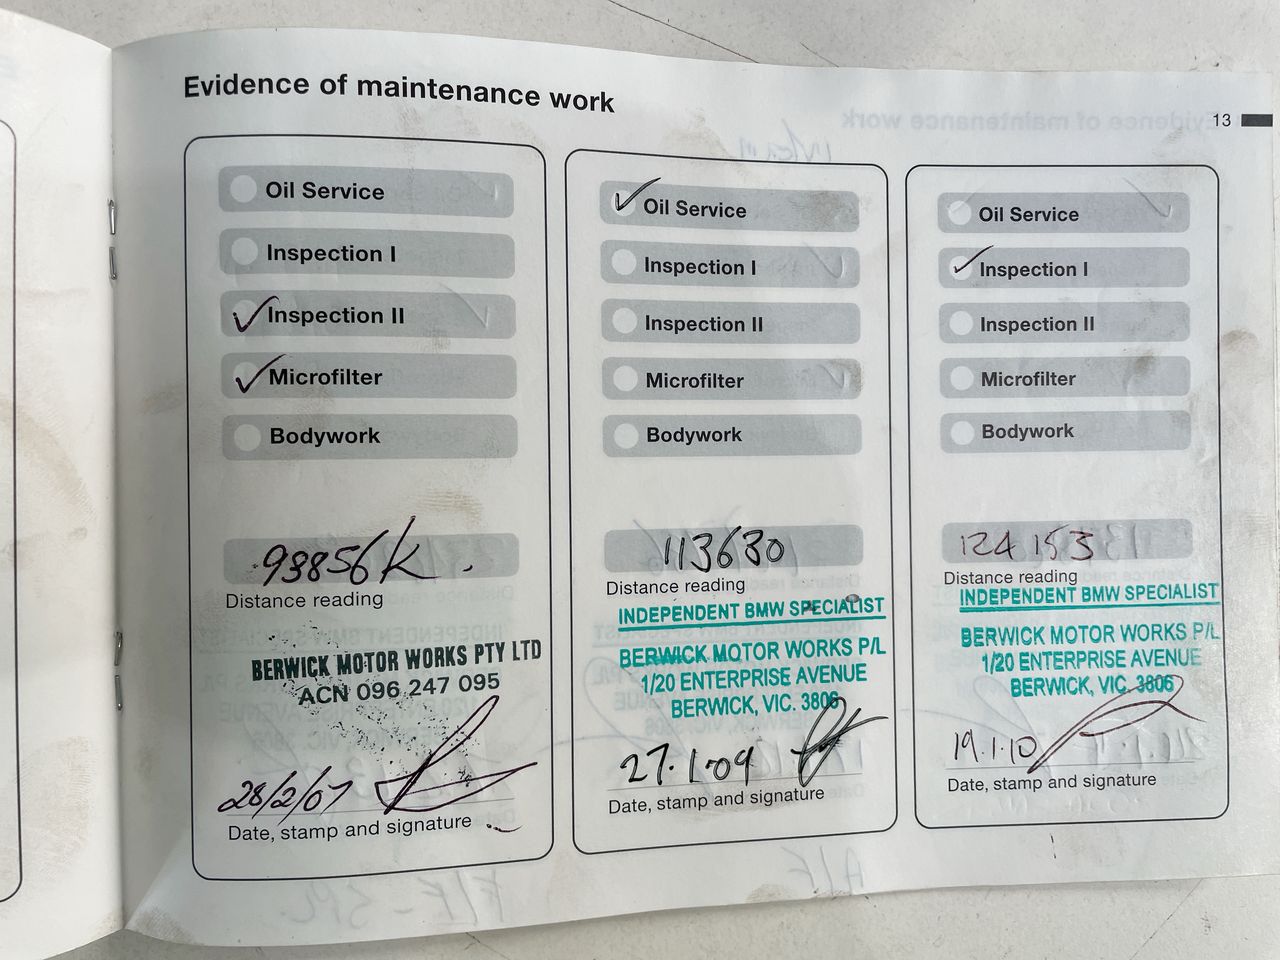 Evidence of maintenance work
13
Oil Service
Inspection I
Inspection II
Microfilter
Bodywork
93856K.
Distance reading
BERWICK MOTOR WORKS PTY LTD
ACN 096 247 095
28/2/07
Date, stamp and signature
Oil Service
Inspection I
Inspection II
Microfilter
Bodywork
113630
Distance reading
INDEPENDENT BMW SPECIALIST
BERWICK MOTOR WORKS P/L
1/20 ENTERPRISE AVENUE
BERWICK, VIC. 3806
27.1.09
Date, stamp and signature
Oil Service
Inspection I
Inspection II
Microfilter
Bodywork
124153
Distance reading
INDEPENDENT BMW SPECIALIST
BERWICK MOTOR WORKS P/L
1/20 ENTERPRISE AVENUE
BERWICK, VIC. 3806
19.1.10
Date, stamp and signature